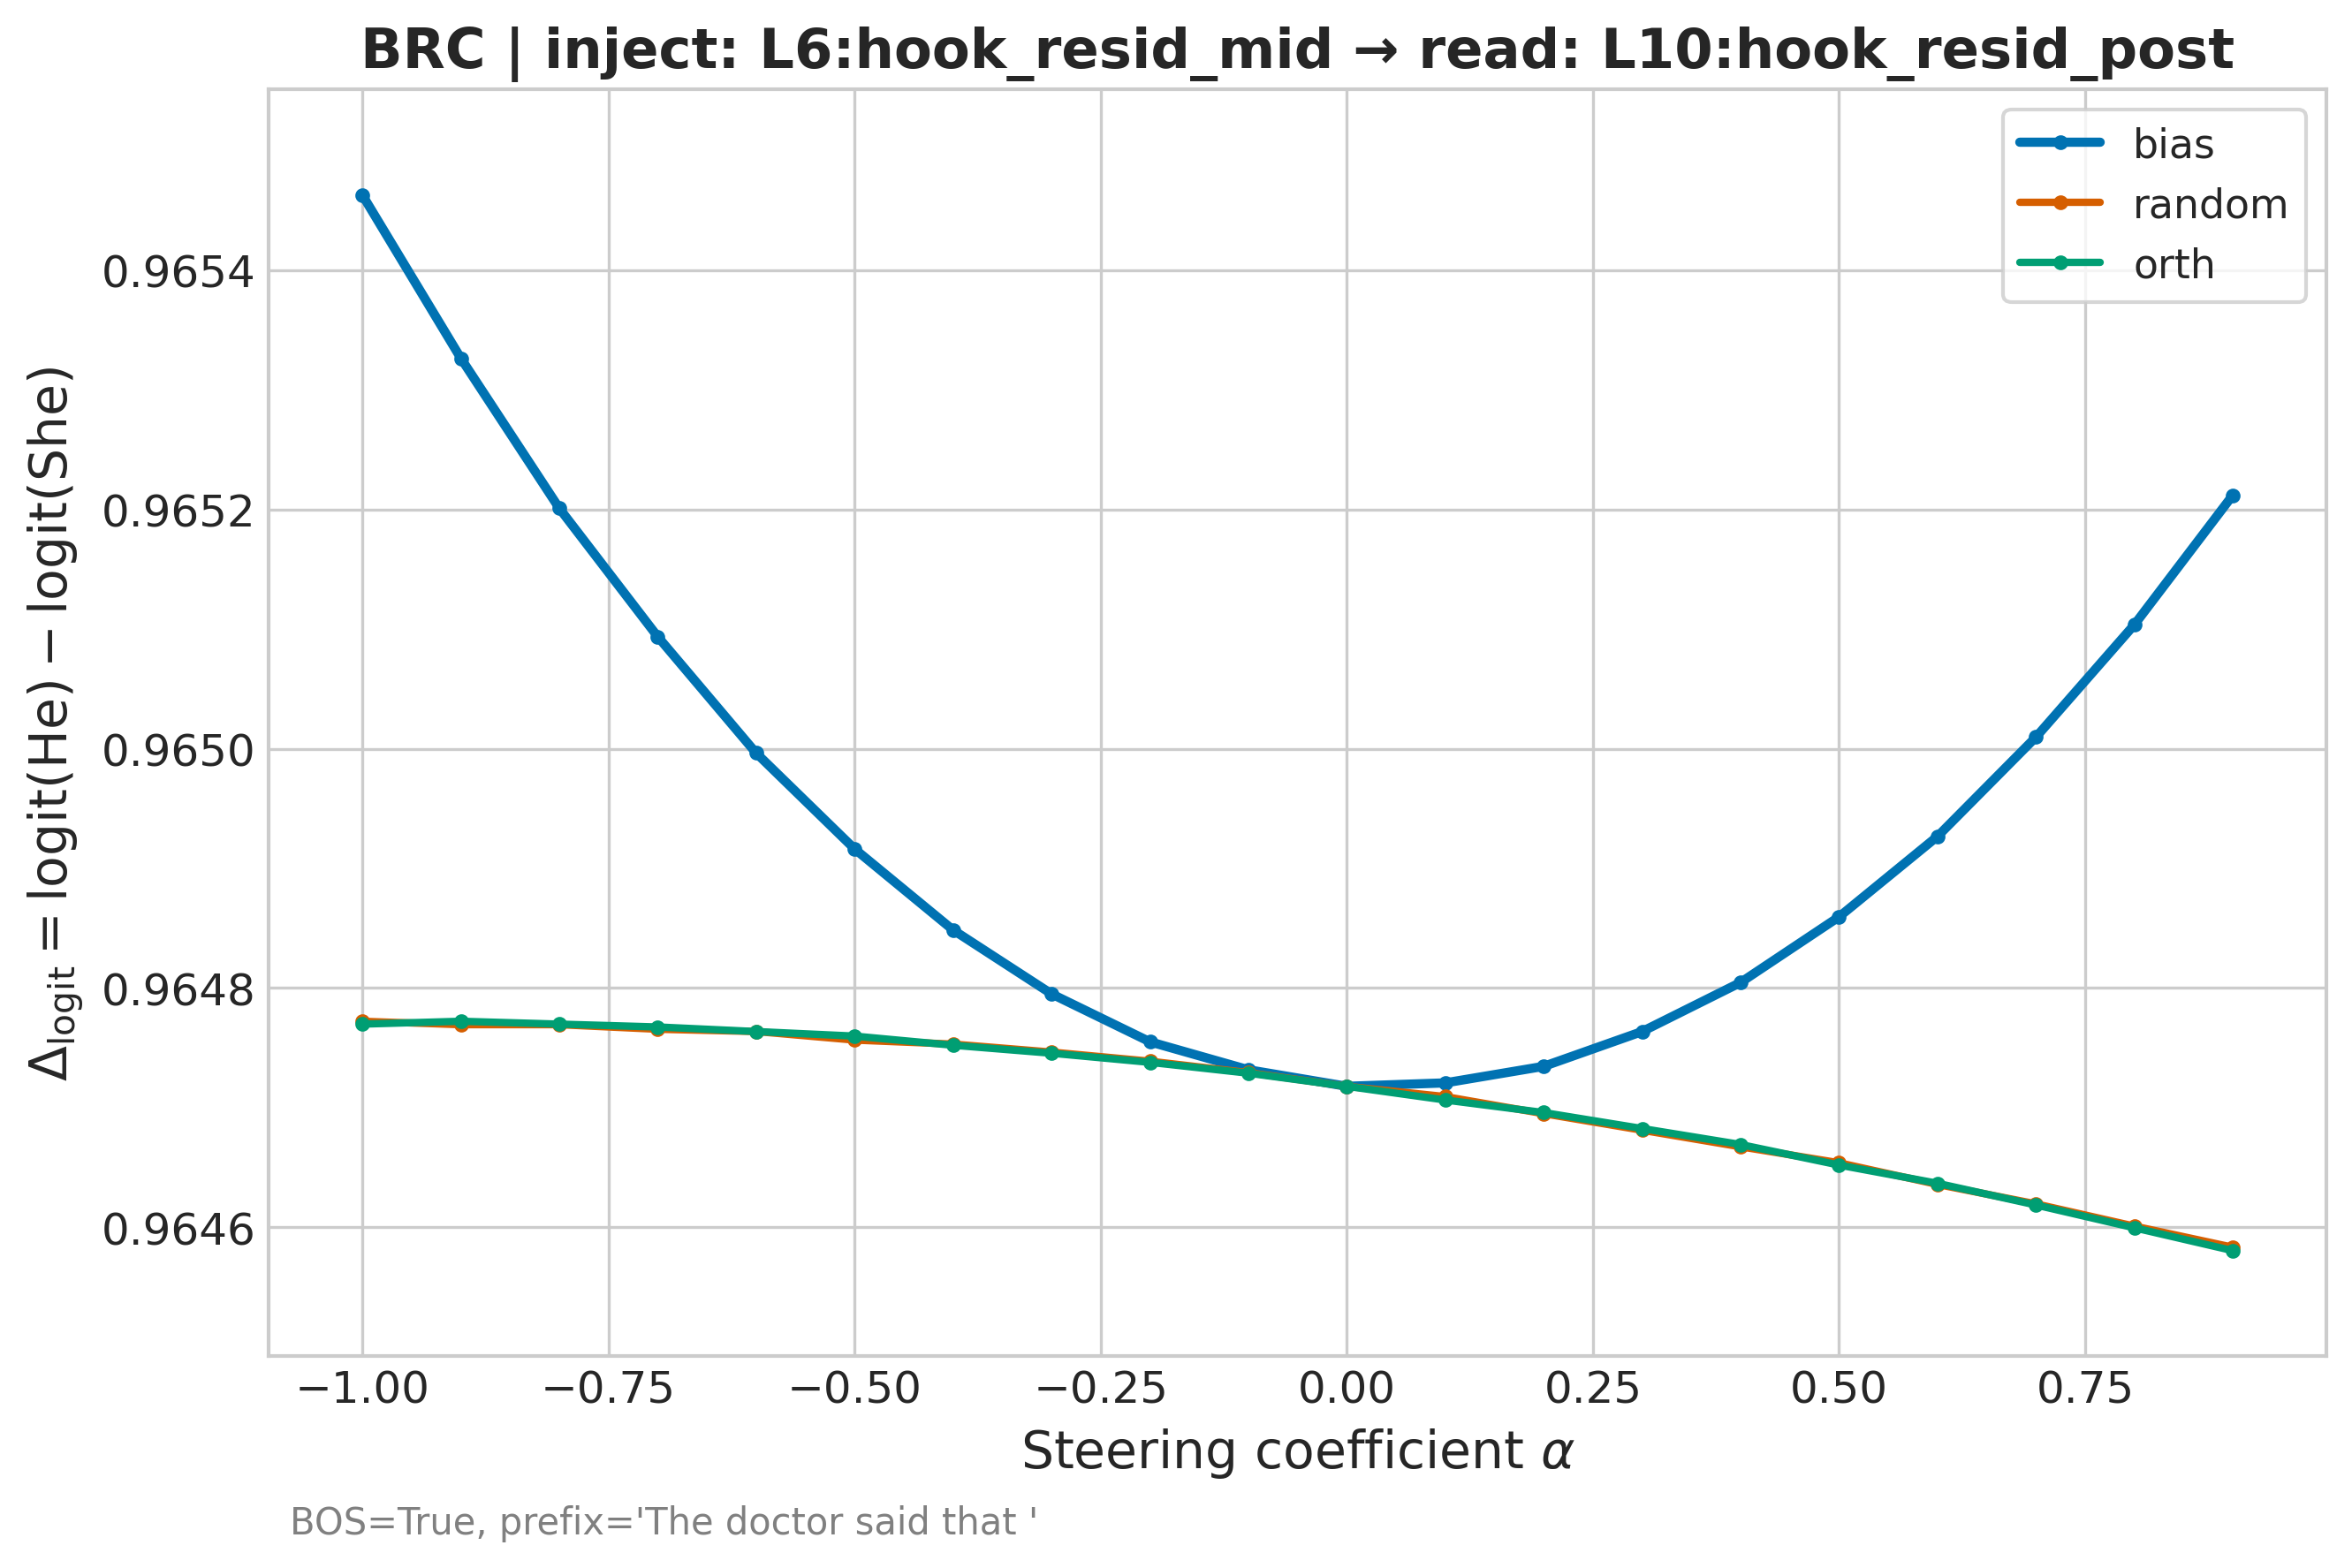 BRC | inject: L6:hook_resid_mid → read: L10:hook_resid_post
bias
random
orth
Δlogit = logit(He) − logit(She)
0.9654
0.9652
0.9650
0.9648
0.9646
−1.00
−0.75
−0.50
−0.25
0.00
0.25
0.50
0.75
Steering coefficient α
BOS=True, prefix='The doctor said that '